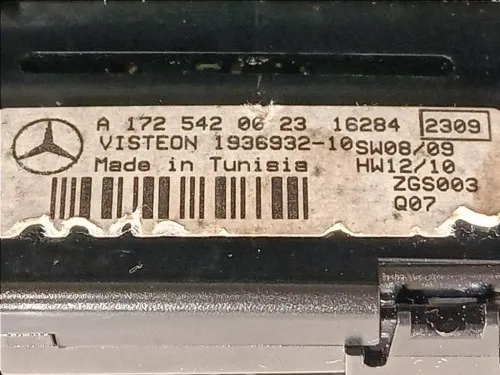 A 172 542 06 23 16284 2309
VISTEON 1936932-10 SW08/09
Made in Tunisia HW12/10
ZGS003
Q07